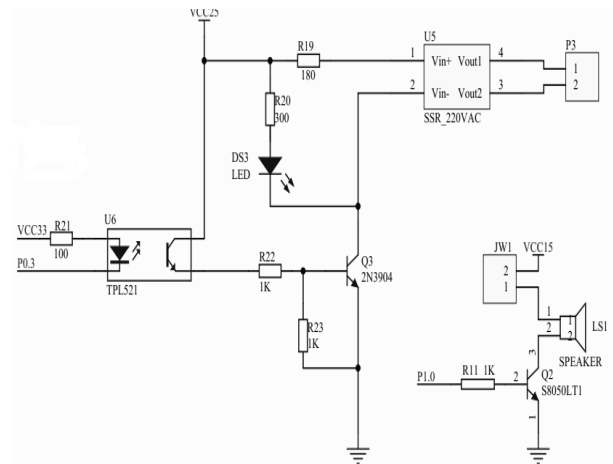 VCC25
R19
180
U5
1 Vin+ Vout1 4
2 Vin- Vout2 3
SSR_220VAC
P3
1
2
R20
300
DS3
LED
VCC33
R21
100
P0.3
U6
TPL521
R22
1K
Q3
2N3904
R23
1K
JW1
VCC15
2
1
1
2
1
2
LS1
SPEAKER
P1.0
R11 1K
2
3
1
Q2
S8050LT1